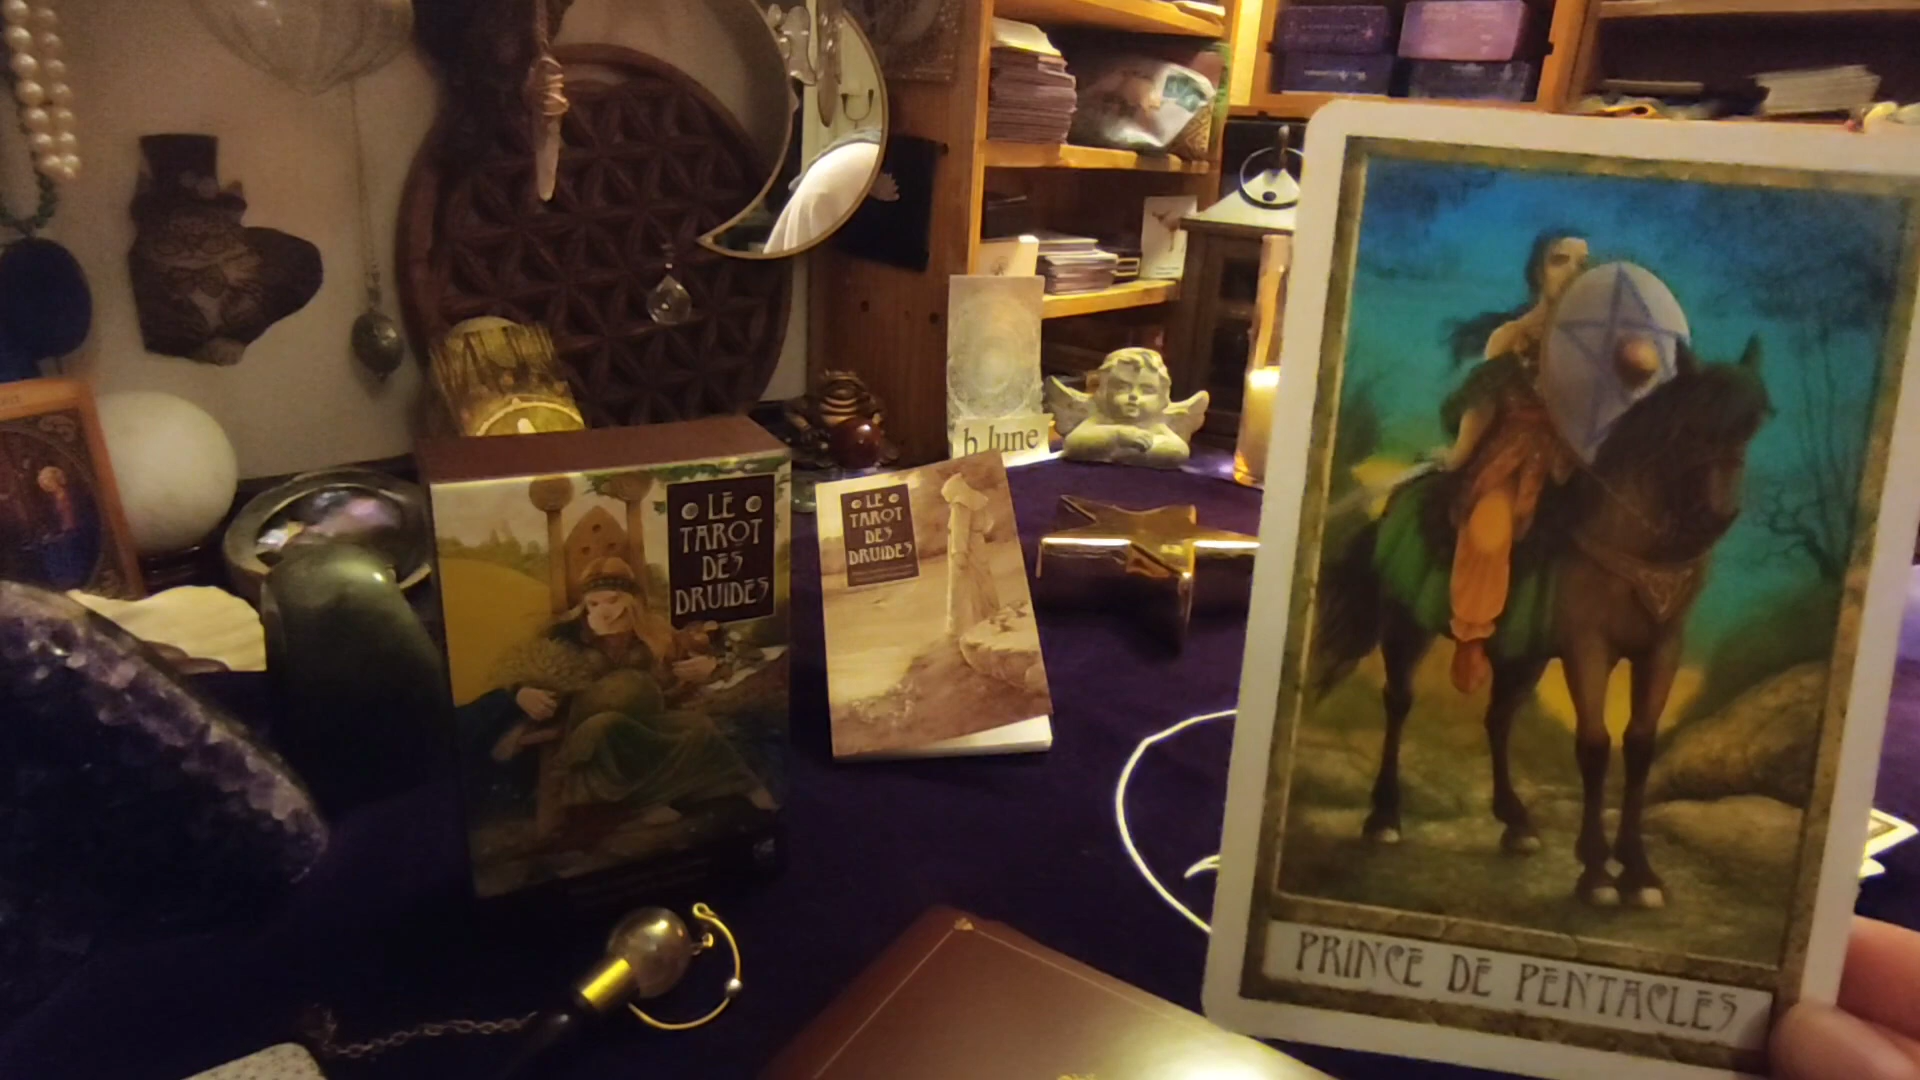 LE
TAROT
DES
DRUIDES
LE
TAROT
DES
DRUIDES
b lune
PRINCE DE PENTACLES